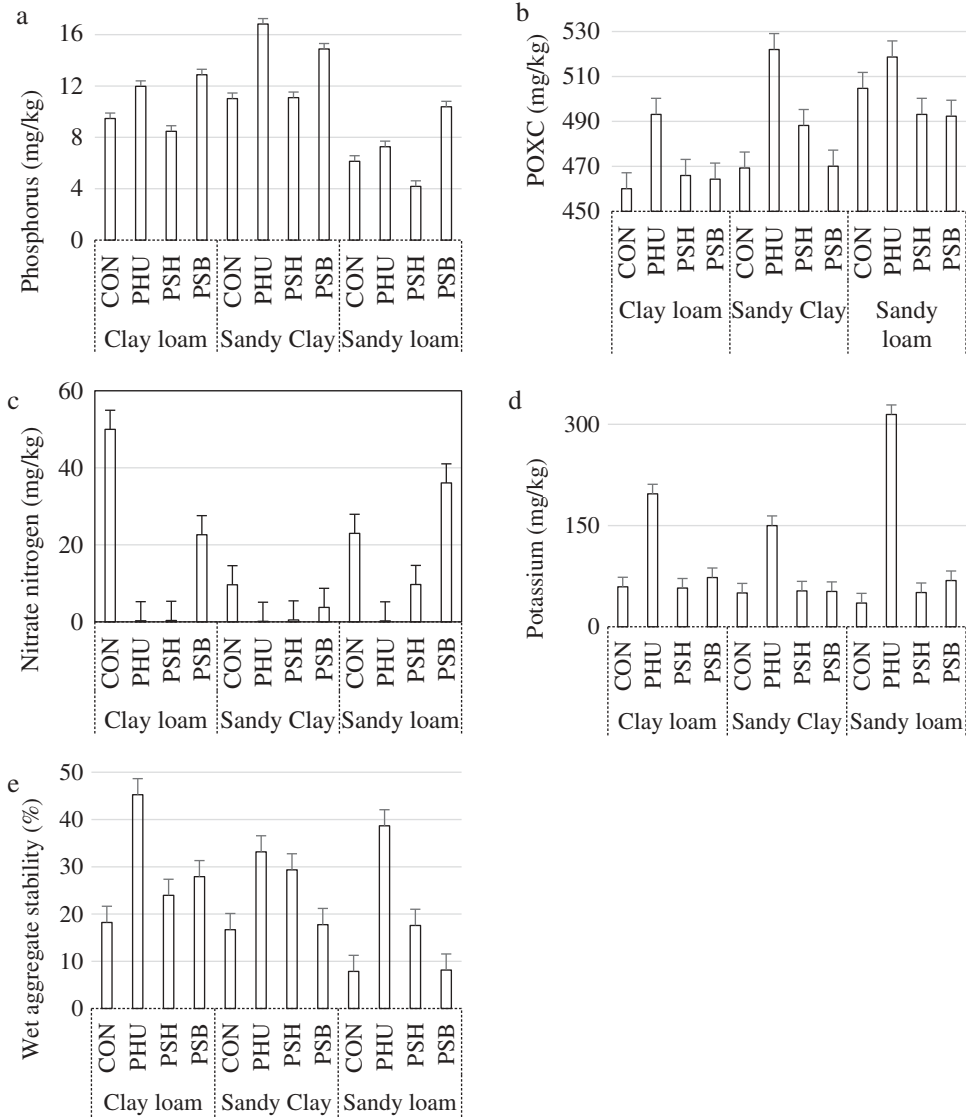 a
Phosphorus (mg/kg)
16
12
8
4
0
CON PHU PSH PSB CON PHU PSH PSB CON PHU PSH PSB
Clay loam Sandy Clay Sandy loam
b
POXC (mg/kg)
530
510
490
470
450
CON PHU PSH PSB CON PHU PSH PSB CON PHU PSH PSB
Clay loam Sandy Clay Sandy
loam
c
Nitrate nitrogen (mg/kg)
60
40
20
0
CON PHU PSH PSB CON PHU PSH PSB CON PHU PSH PSB
Clay loam Sandy Clay Sandy loam
d
Potassium (mg/kg)
300
150
0
CON PHU PSH PSB CON PHU PSH PSB CON PHU PSH PSB
Clay loam Sandy Clay Sandy loam
e
Wet aggregate stability (%)
50
40
30
20
10
0
CON PHU PSH PSB CON PHU PSH PSB CON PHU PSH PSB
Clay loam Sandy Clay Sandy loam